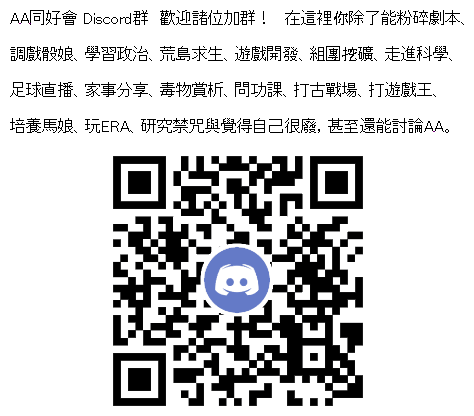 AA同好會 Discord群　歡迎諸位加群！　在這裡你除了能粉碎劇本、
調戲骰娘、學習政治、荒島求生、遊戲開發、組團挖礦、走進科學、
足球直播、家事分享、毒物賞析、問功課、打古戰場、打遊戲王、
培養馬娘、玩ERA、研究禁咒與覺得自己很廢，甚至還能討論AA。